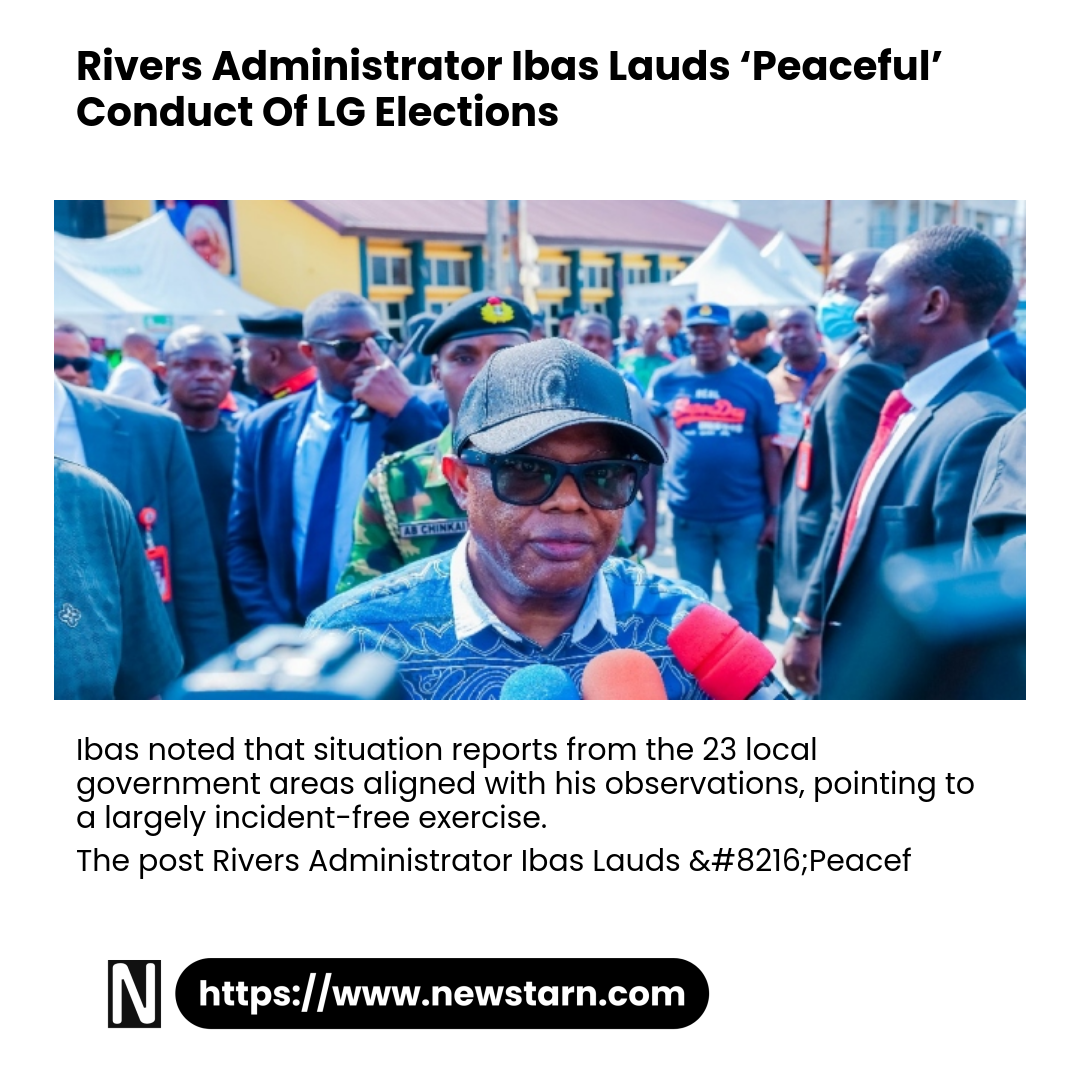 Rivers Administrator Ibas Lauds ‘Peaceful’
Conduct Of LG Elections
AB CHINKAI
Ibas noted that situation reports from the 23 local
government areas aligned with his observations, pointing to
a largely incident-free exercise.
The post Rivers Administrator Ibas Lauds &#8216;Peacef
N
https://www.newstarn.com